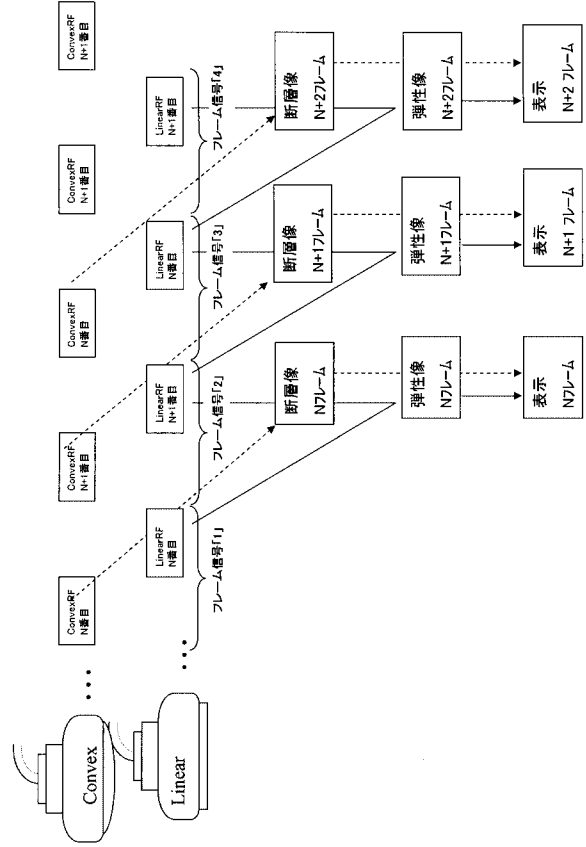 Convex
・・・
ConvexRF
N番目
ConvexRF
N+1番目
ConvexRF
N番目
ConvexRF
N+1番目
ConvexRF
N+1番目
Linear
・・・
LinearRF
N番目
LinearRF
N+1番目
LinearRF
N番目
LinearRF
N+1番目
フレーム信号「1」
フレーム信号「2」
フレーム信号「3」
フレーム信号「4」
断層像
Nフレーム
断層像
N+1フレーム
断層像
N+2フレーム
弾性像
Nフレーム
弾性像
N+1フレーム
弾性像
N+2フレーム
表示
Nフレーム
表示
N+1 フレーム
表示
N+2 フレーム